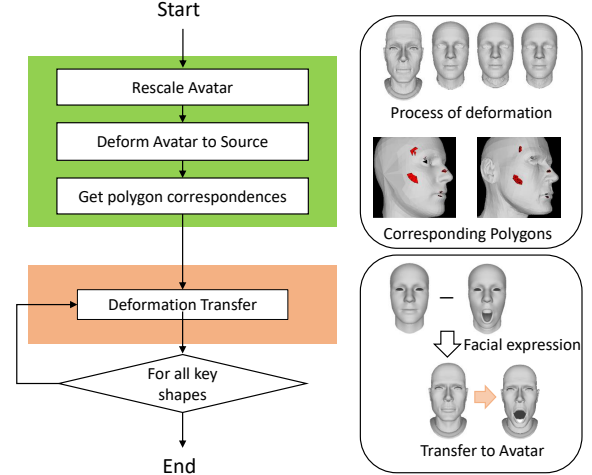 Start
Rescale Avatar
Deform Avatar to Source
Get polygon correspondences
Deformation Transfer
For all key
shapes
End
Process of deformation
Corresponding Polygons
Facial expression
Transfer to Avatar